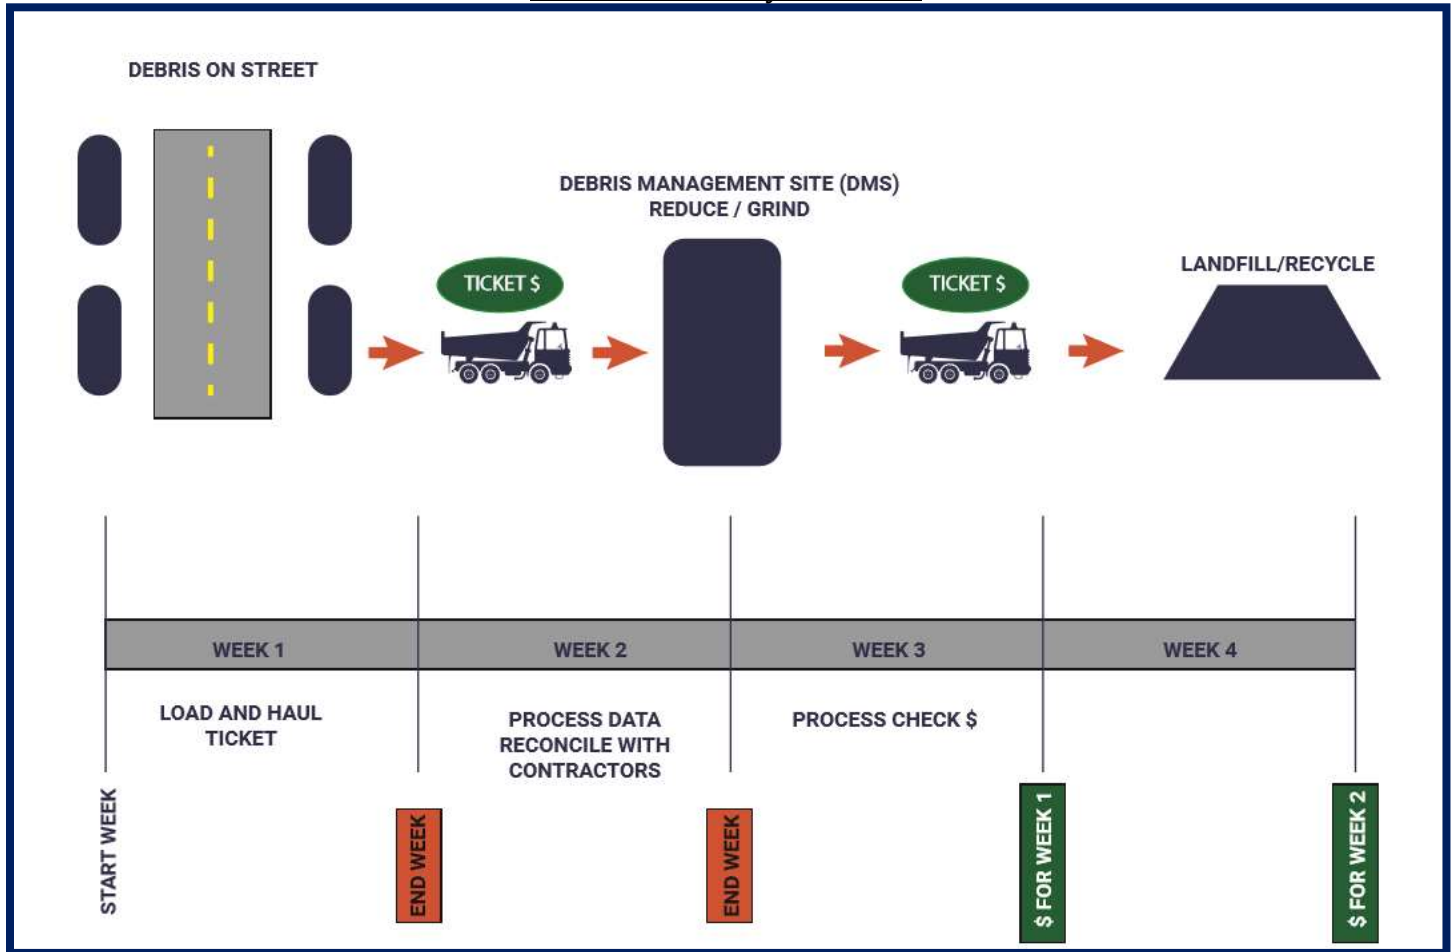 DEBRIS ON STREET
DEBRIS MANAGEMENT SITE (DMS)
REDUCE / GRIND
TICKET $
TICKET $
LANDFILL/RECYCLE
WEEK 1
WEEK 2
WEEK 3
WEEK 4
LOAD AND HAUL
TICKET
PROCESS DATA
RECONCILE WITH
CONTRACTORS
PROCESS CHECK $
START WEEK
END WEEK
END WEEK
$ FOR WEEK 1
$ FOR WEEK 2